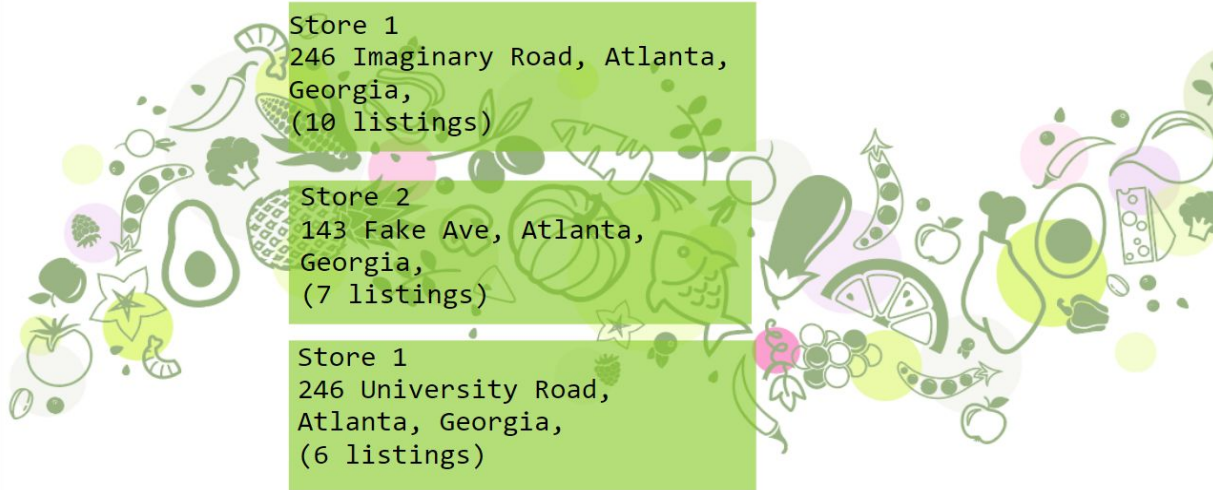 Store 1
246 Imaginary Road, Atlanta,
Georgia,
(10 listings)
Store 2
143 Fake Ave, Atlanta,
Georgia,
(7 listings)
Store 1
246 University Road,
Atlanta, Georgia,
(6 listings)